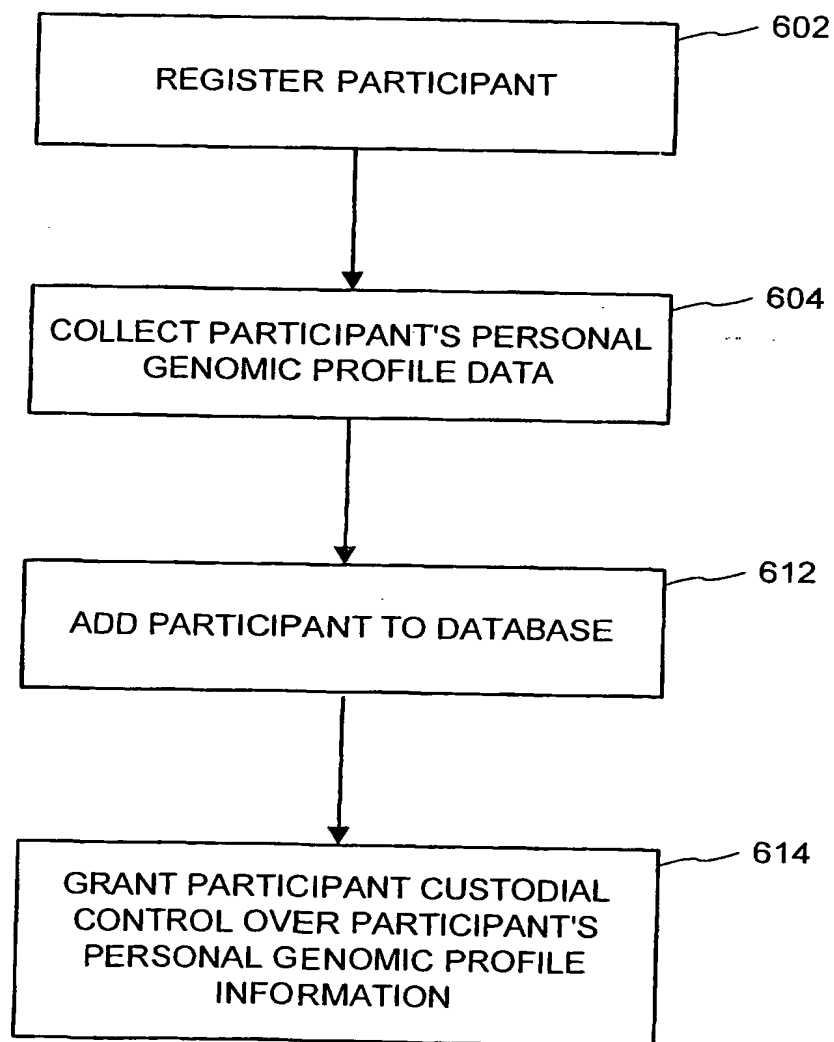 602
REGISTER PARTICIPANT
604
COLLECT PARTICIPANT'S PERSONAL
GENOMIC PROFILE DATA
612
ADD PARTICIPANT TO DATABASE
614
GRANT PARTICIPANT CUSTODIAL
CONTROL OVER PARTICIPANT'S
PERSONAL GENOMIC PROFILE
INFORMATION